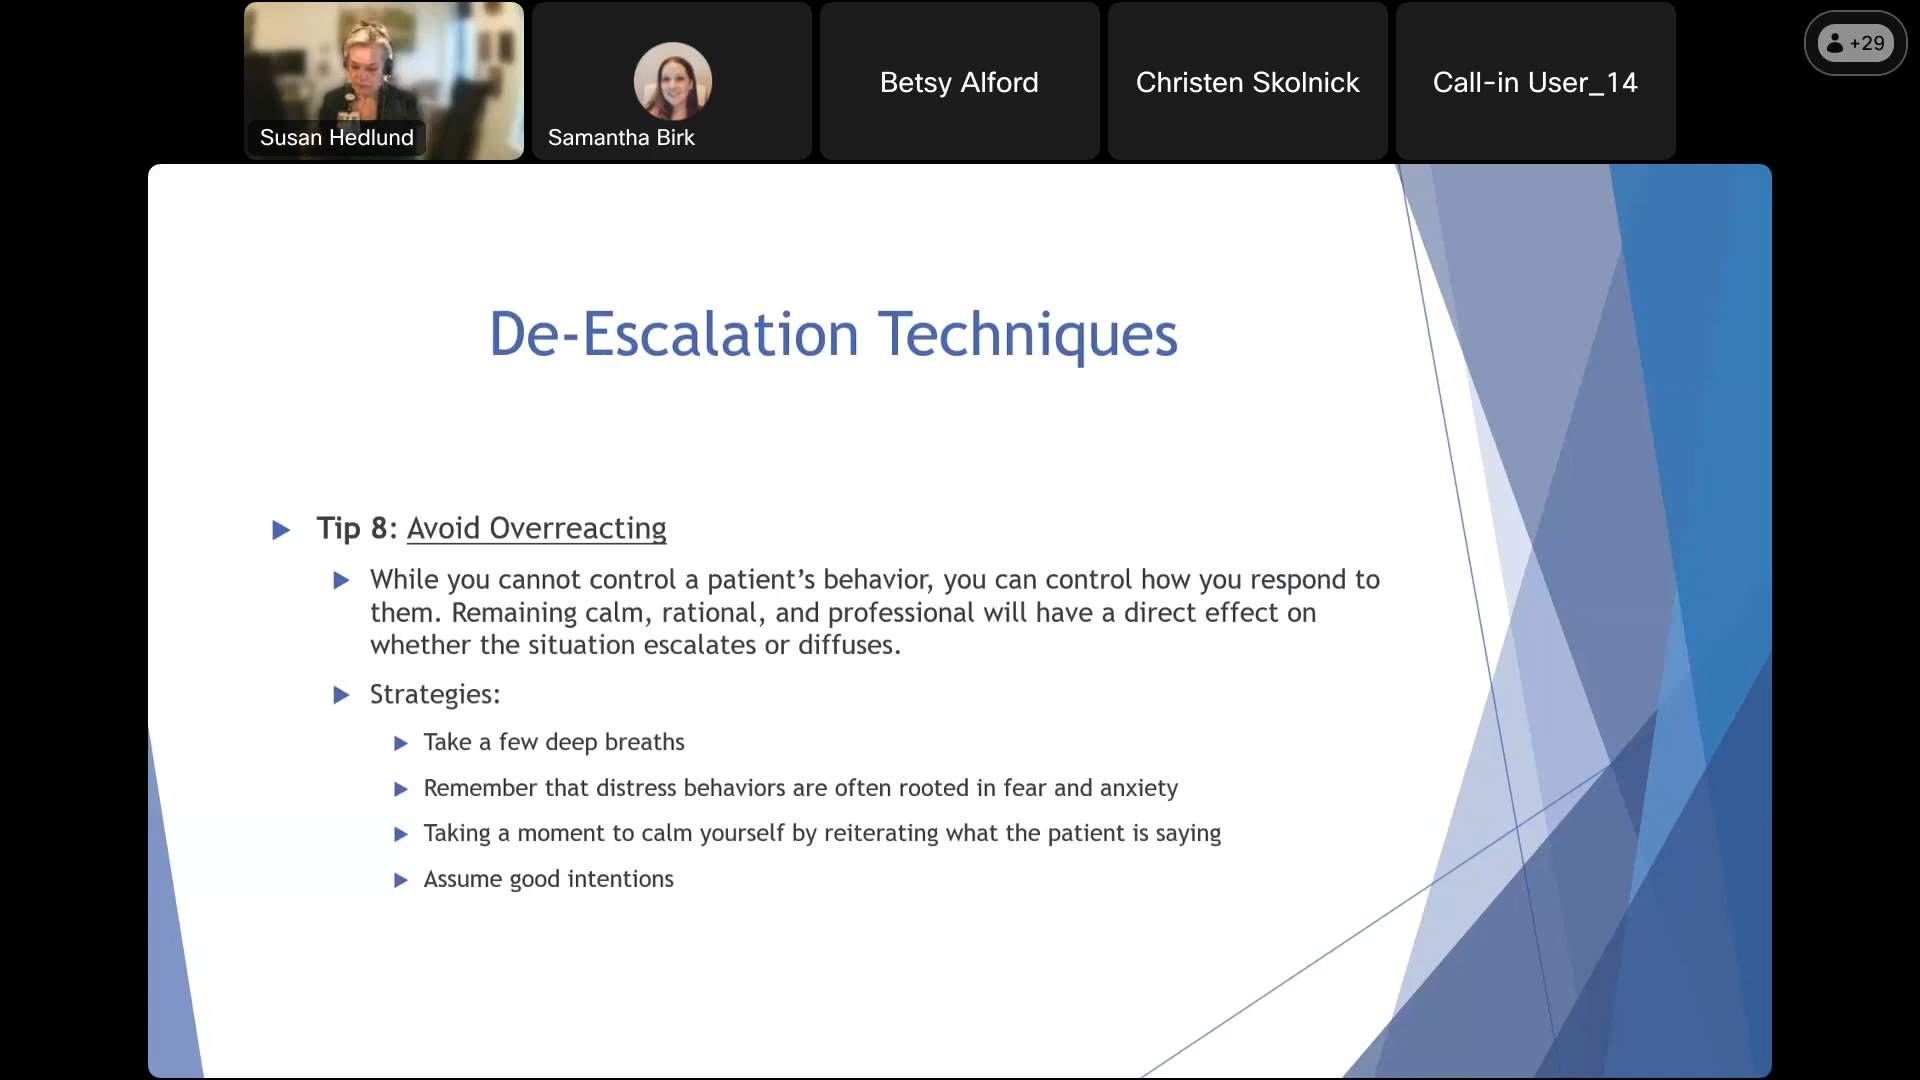 Susan Hedlund
Samantha Birk
Betsy Alford
Christen Skolnick
Call-in User_14
+29
De-Escalation Techniques
Tip 8: Avoid Overreacting
While you cannot control a patient’s behavior, you can control how you respond to
them. Remaining calm, rational, and professional will have a direct effect on
whether the situation escalates or diffuses.
Strategies:
Take a few deep breaths
Remember that distress behaviors are often rooted in fear and anxiety
Taking a moment to calm yourself by reiterating what the patient is saying
Assume good intentions